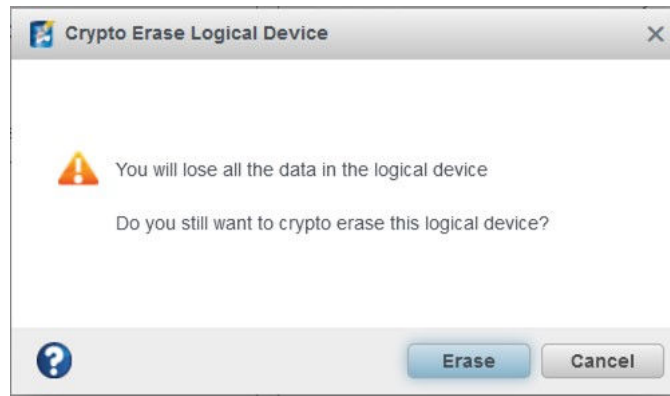 Crypto Erase Logical Device
You will lose all the data in the logical device
Do you still want to crypto erase this logical device?
Erase
Cancel